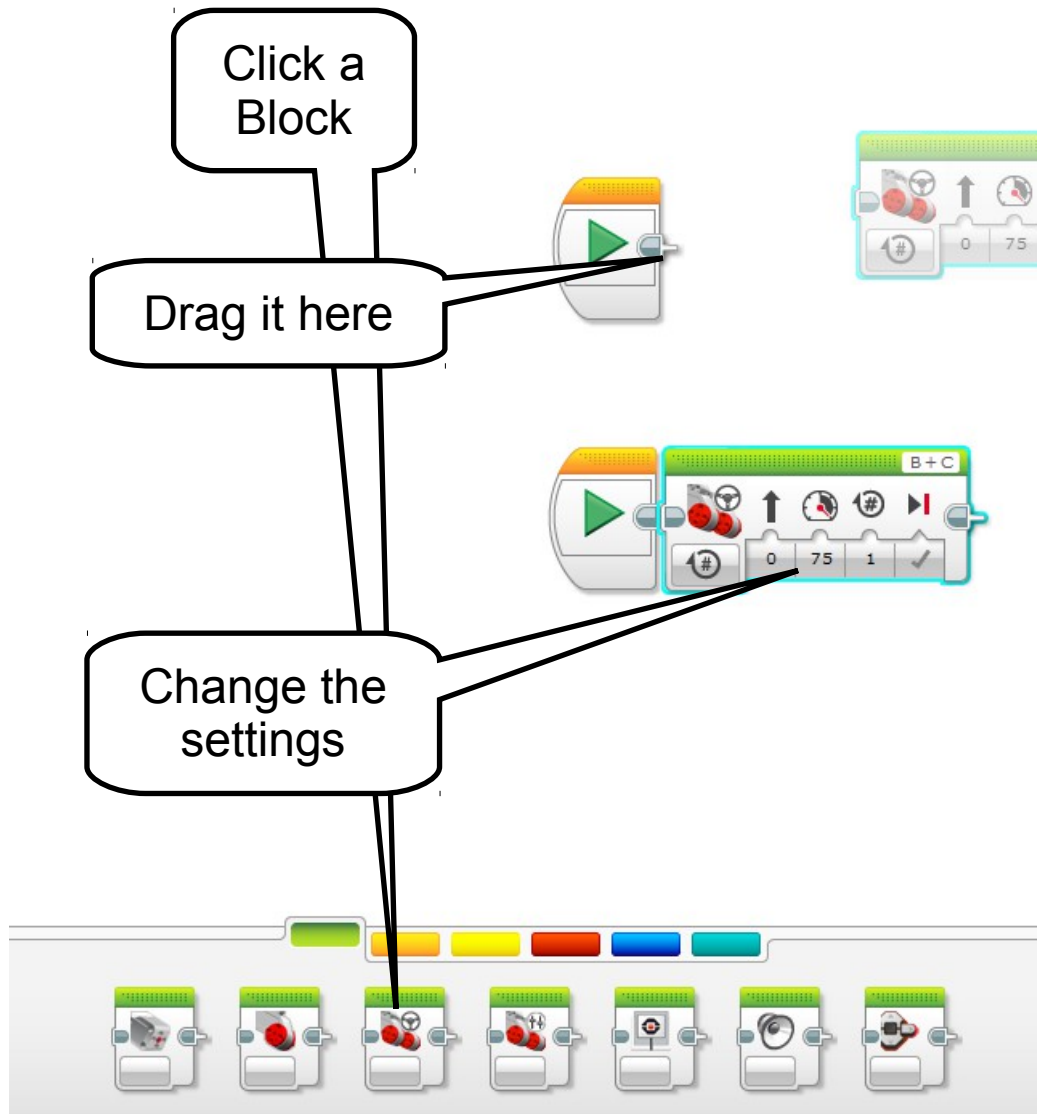 Click a
Block
Drag it here
# 0 75
B+C
#
# 0 75 1
Change the
settings